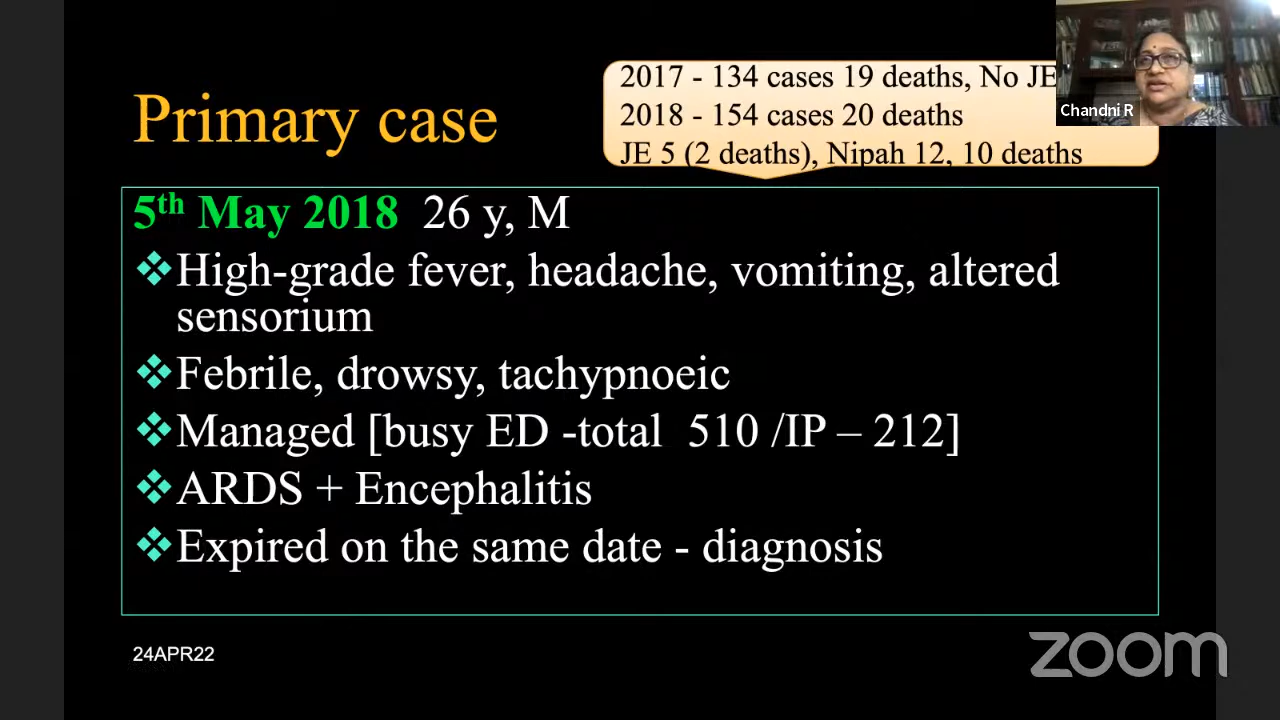 Primary case
2017 - 134 cases 19 deaths, No JE
2018 - 154 cases 20 deaths
JE 5 (2 deaths), Nipah 12, 10 deaths
Chandni R
5th May 2018 26 y, M
❖High-grade fever, headache, vomiting, altered
sensorium
❖Febrile, drowsy, tachypnoeic
❖Managed [busy ED -total 510 /IP – 212]
❖ARDS + Encephalitis
❖Expired on the same date - diagnosis
24APR22
zoom